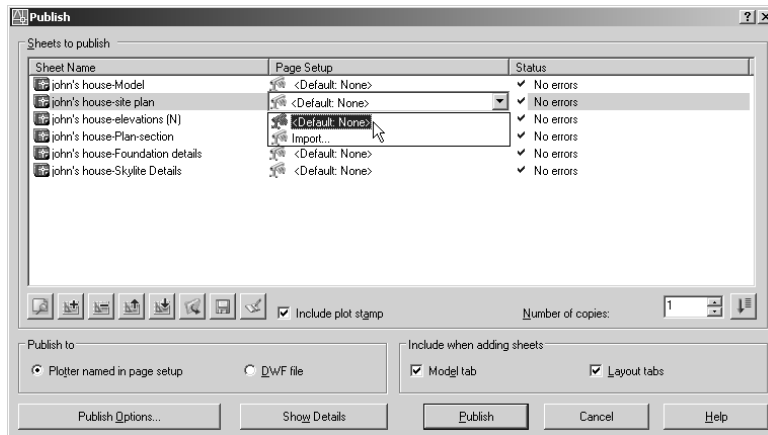 Publish
Sheets to publish
Sheet Name Page Setup Status
john's house-Model <Default: None> No errors
john's house-site plan <Default: None> No errors
john's house-elevations (N) <Default: None> No errors
john's house-Plan-section Import... No errors
john's house-Foundation details <Default: None> No errors
john's house-Skylite Details <Default: None> No errors
Include plot stamp Number of copies: 1
Publish to Include when adding sheets
Plotter named in page setup DWF file Model tab Layout tabs
Publish Options... Show Details Publish Cancel Help